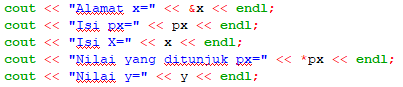 cout << "Alamat x=" << &x << endl;
cout << "Isi px=" << px << endl;
cout << "Isi X=" << x << endl;
cout << "Nilai yang ditunjuk px=" << *px << endl;
cout << "Nilai y=" << y << endl;